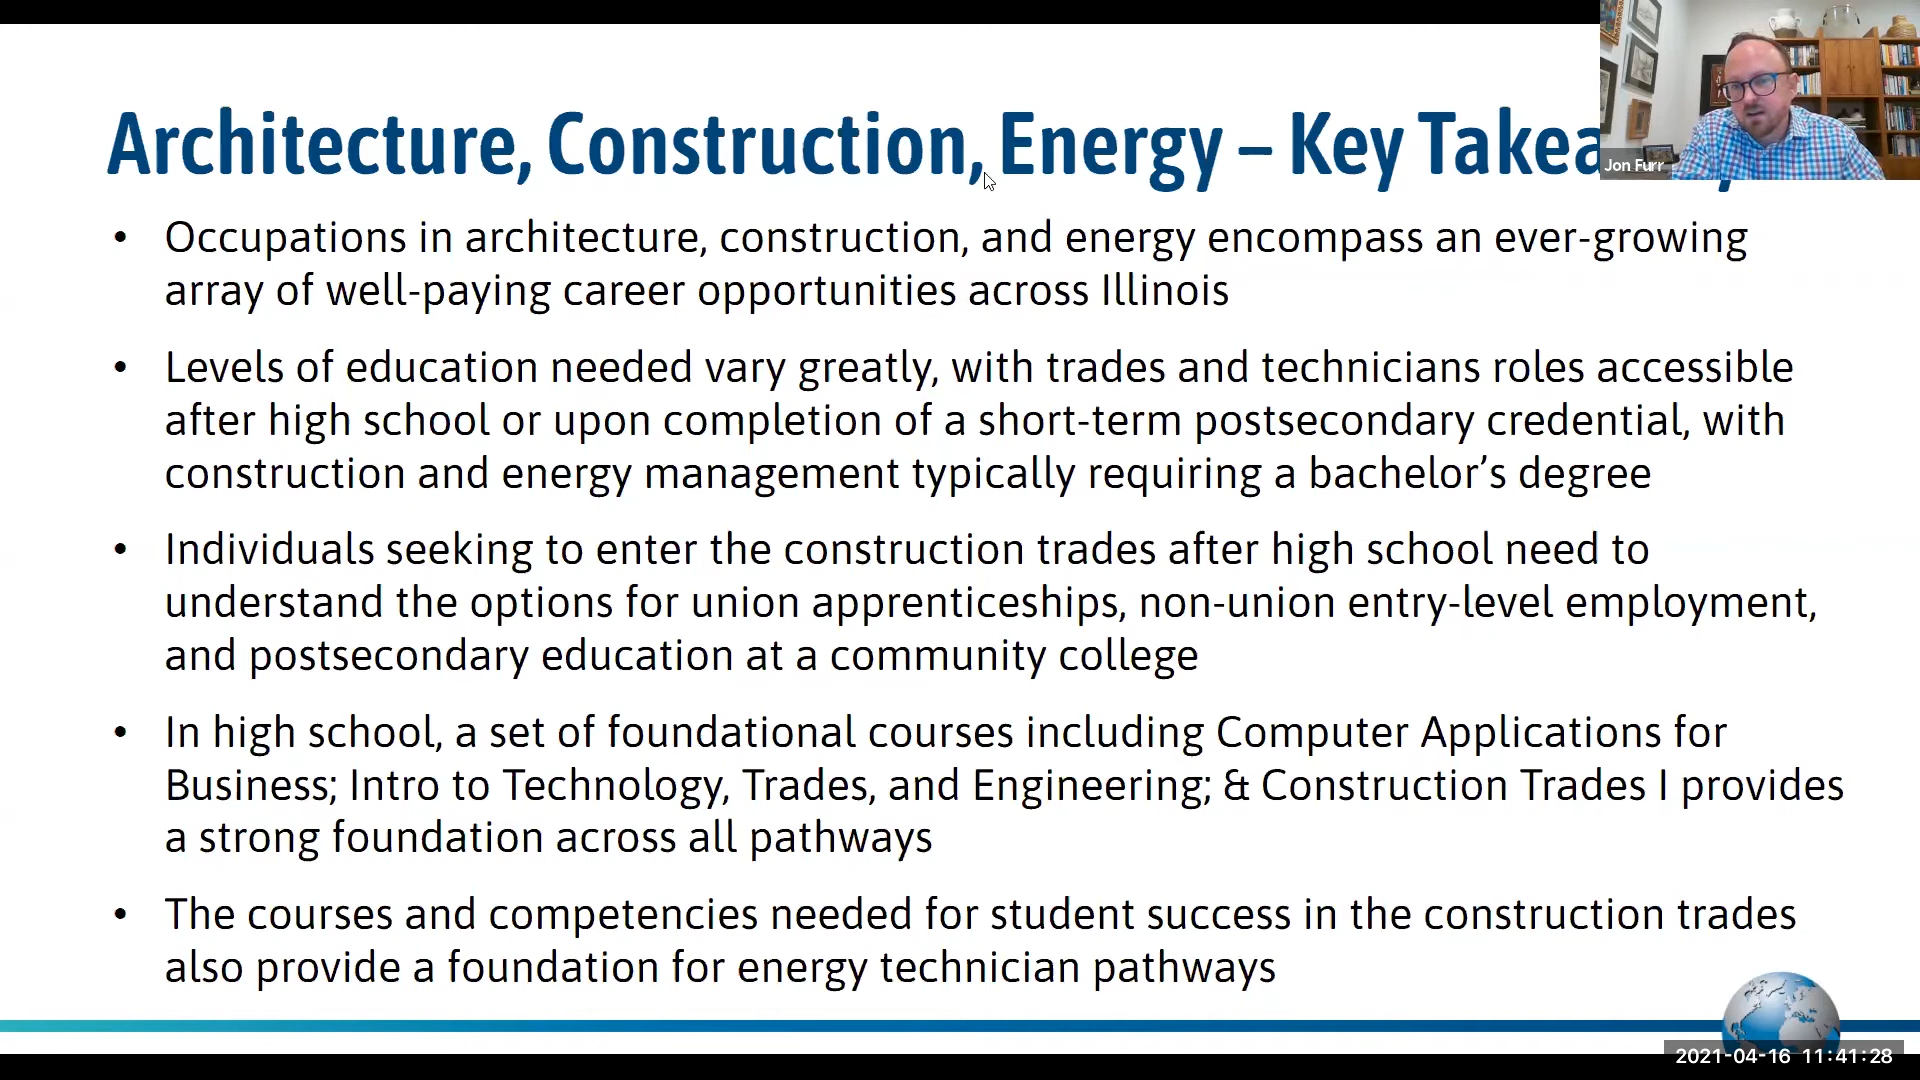 Architecture, Construction, Energy – Key Takea
Jon Furr
• Occupations in architecture, construction, and energy encompass an ever-growing
array of well-paying career opportunities across Illinois
• Levels of education needed vary greatly, with trades and technicians roles accessible
after high school or upon completion of a short-term postsecondary credential, with
construction and energy management typically requiring a bachelor’s degree
• Individuals seeking to enter the construction trades after high school need to
understand the options for union apprenticeships, non-union entry-level employment,
and postsecondary education at a community college
• In high school, a set of foundational courses including Computer Applications for
Business; Intro to Technology, Trades, and Engineering; & Construction Trades I provides
a strong foundation across all pathways
• The courses and competencies needed for student success in the construction trades
also provide a foundation for energy technician pathways
2021-04-16 11:41:28